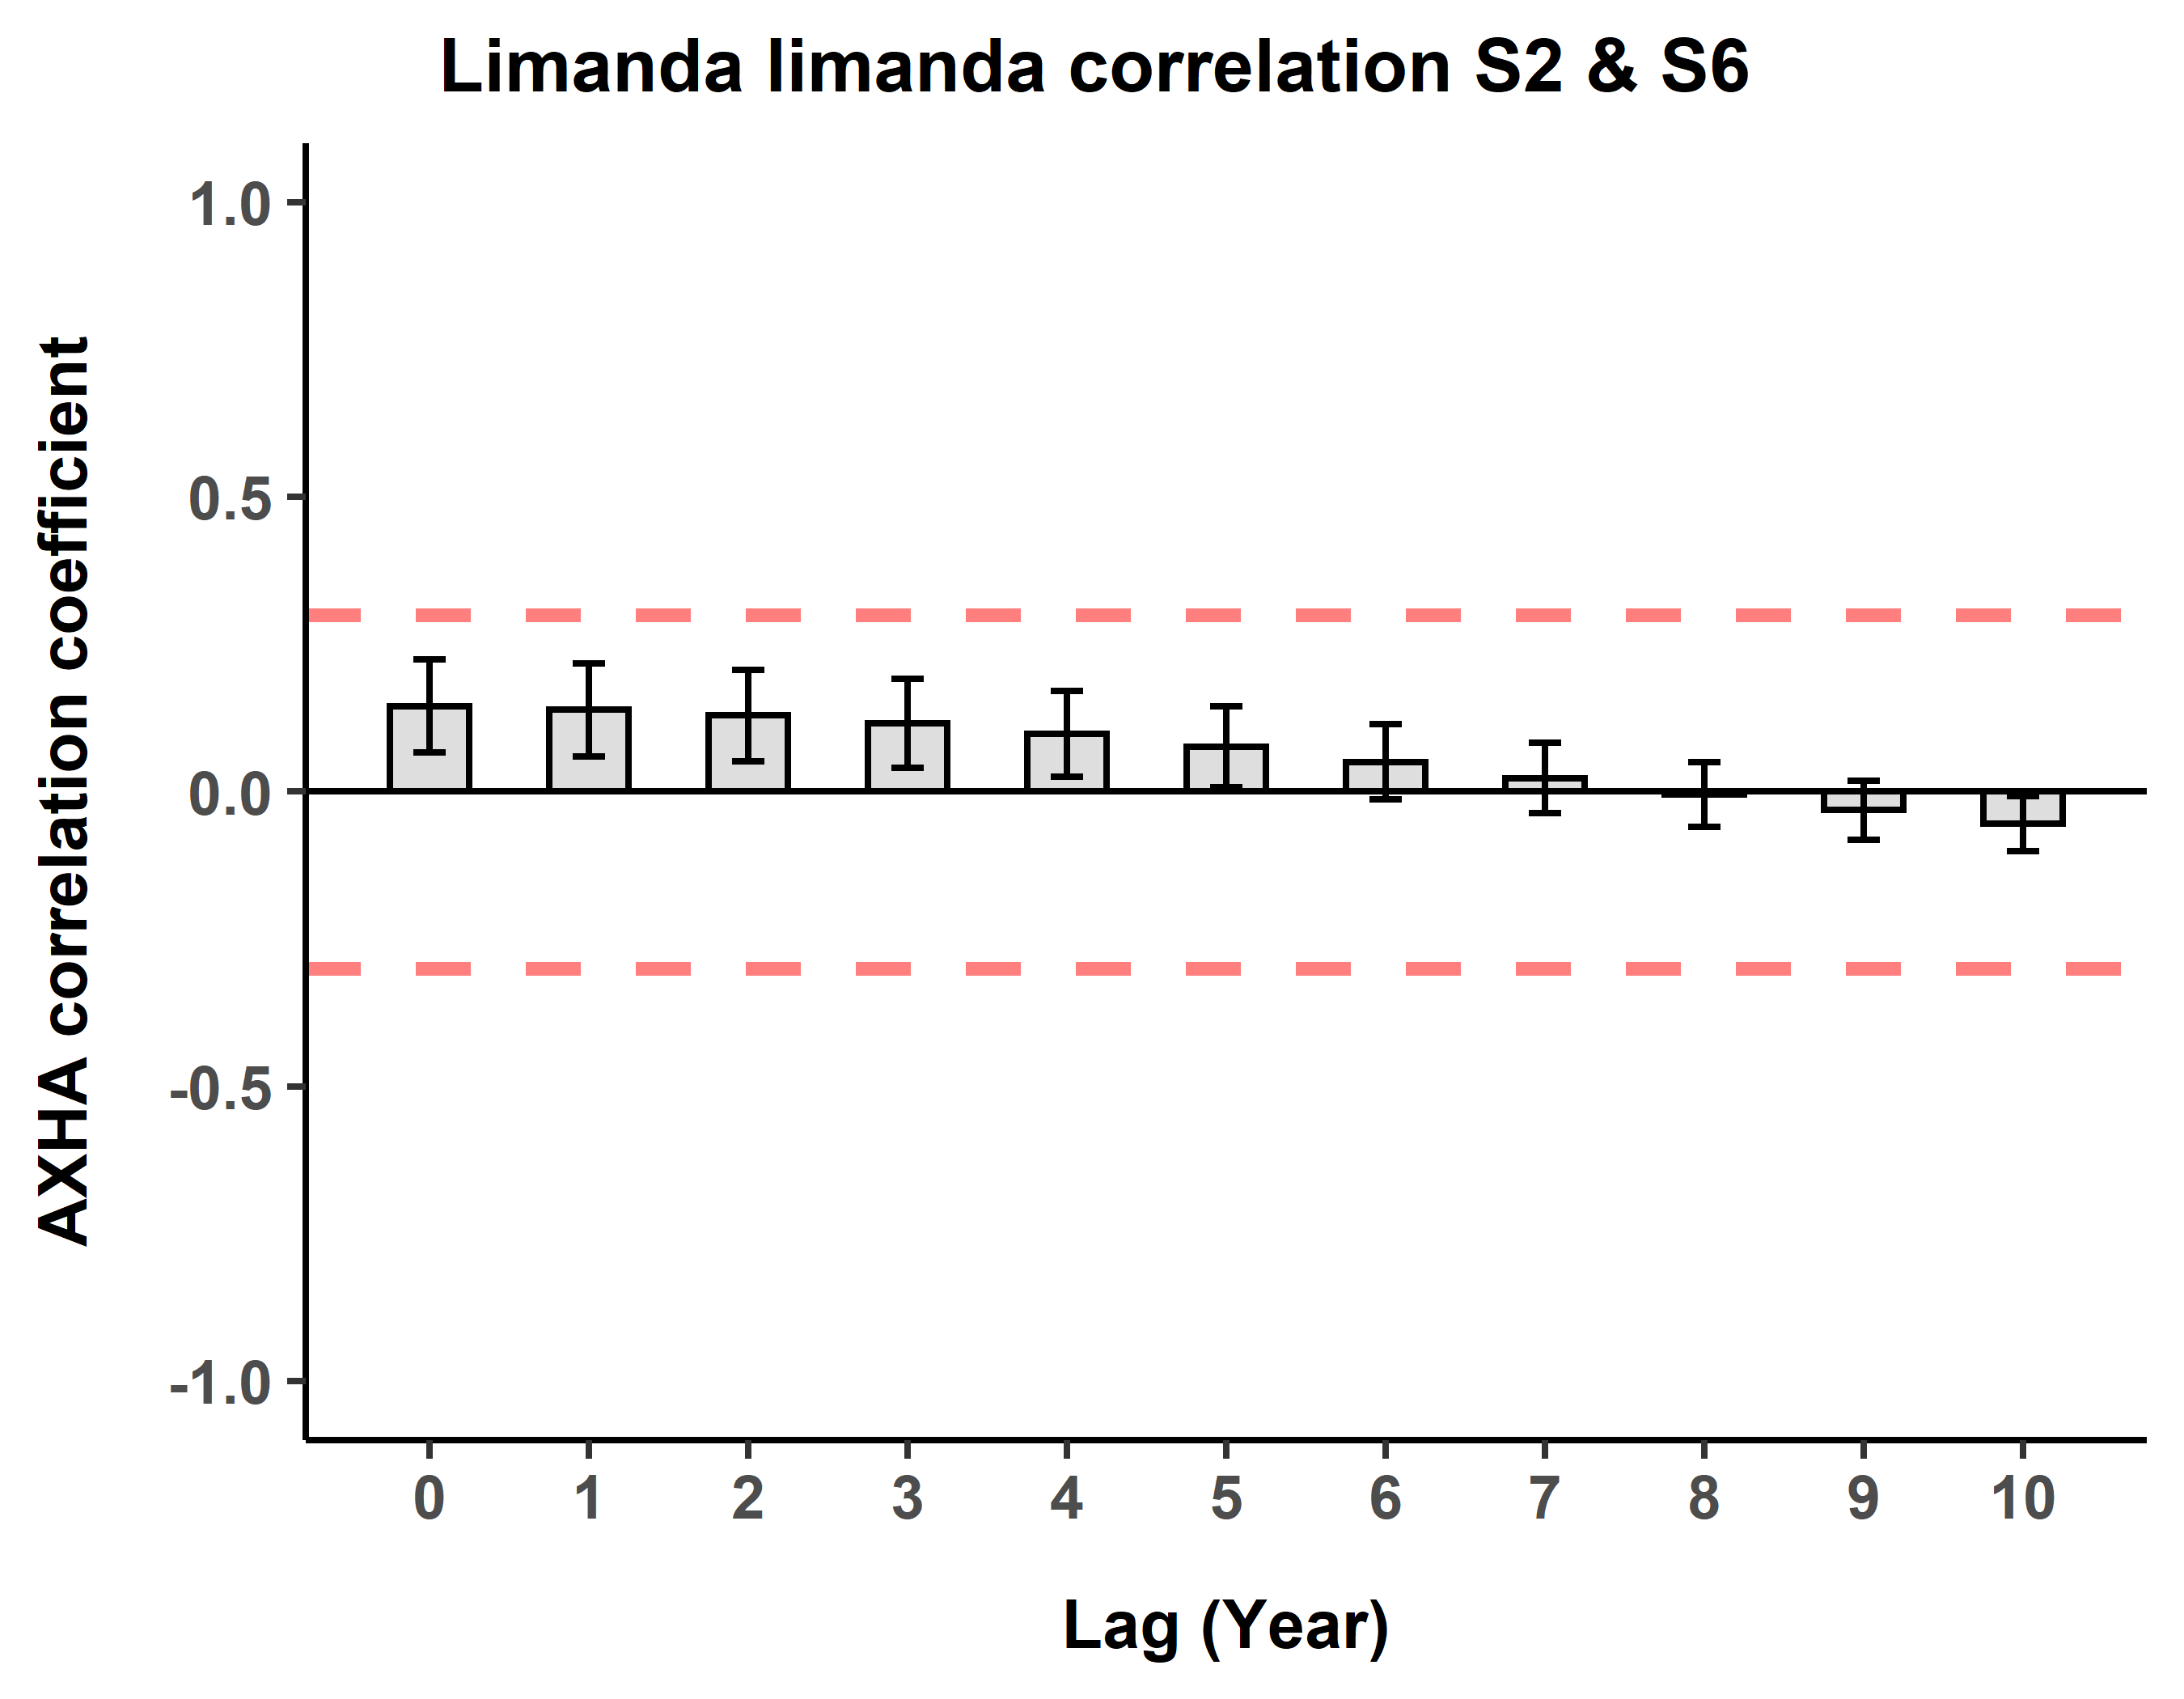 Limanda limanda correlation S2 & S6
AXHA correlation coefficient
1.0
0.5
0.0
-0.5
-1.0
0 1 2 3 4 5 6 7 8 9 10
Lag (Year)